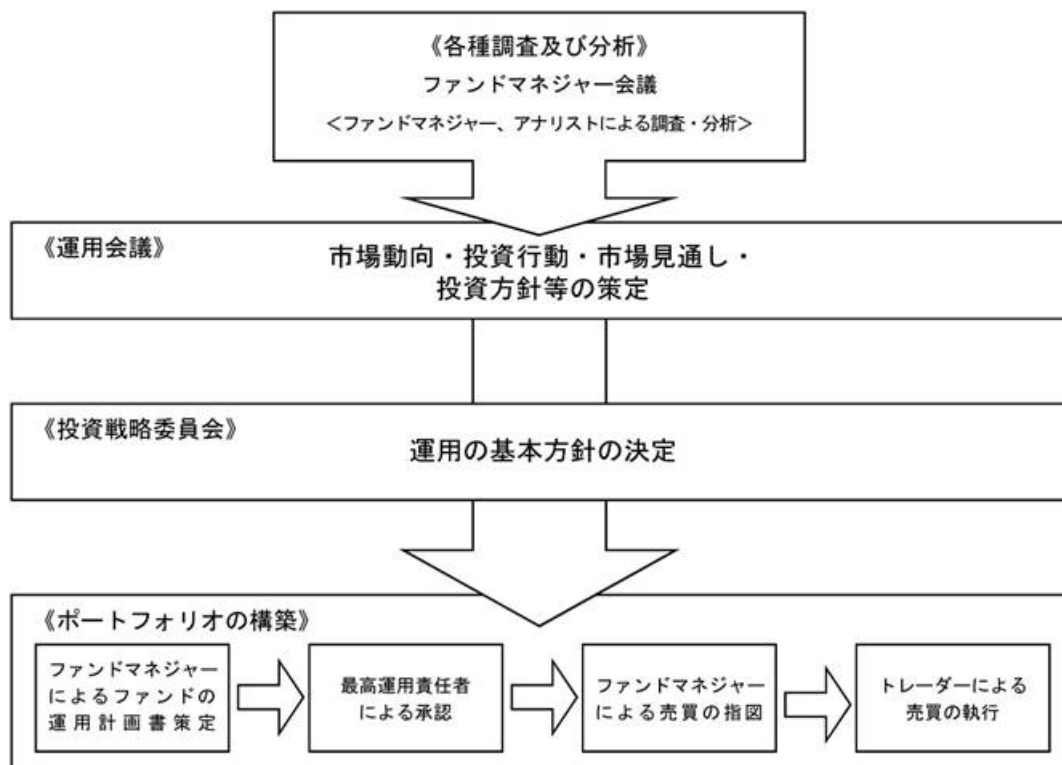 《各種調査及び分析》
ファンドマネジャー会議
＜ファンドマネジャー、アナリストによる調査・分析＞
《運用会議》
市場動向・投資行動・市場見通し・
投資方針等の策定
《投資戦略委員会》
運用の基本方針の決定
《ポートフォリオの構築》
ファンドマネジャー
によるファンドの
運用計画書策定
最高運用責任者
による承認
ファンドマネジャー
による売買の指図
トレーダーによる
売買の執行